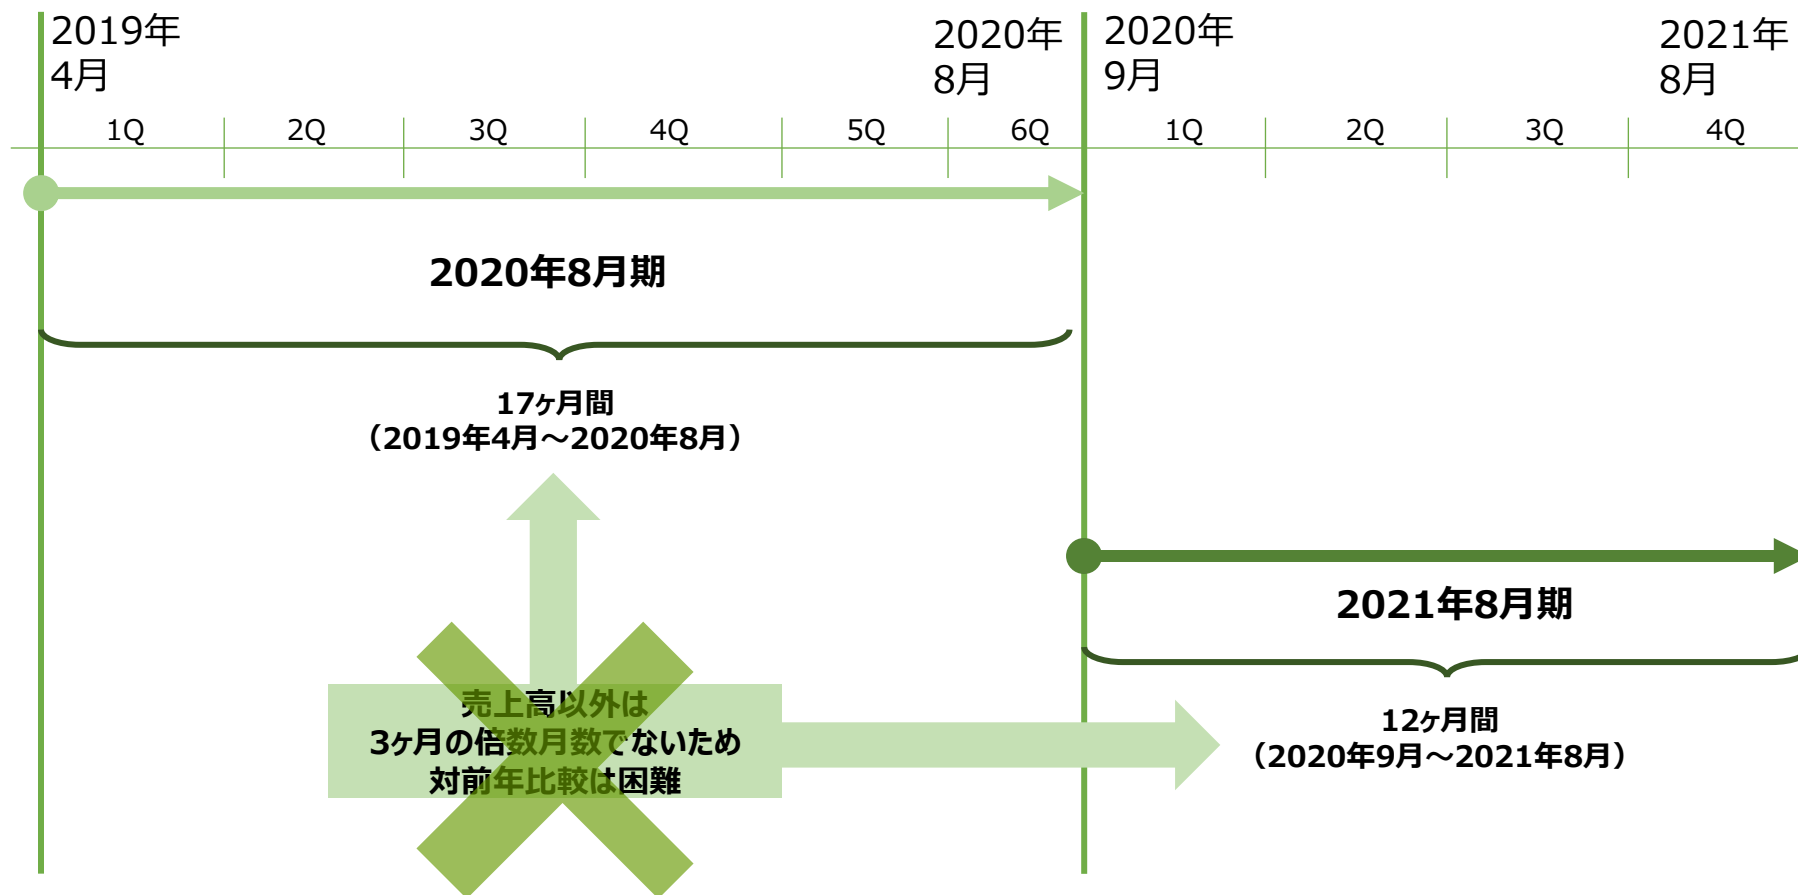 2019年
4月
2020年
8月
2020年
9月
2021年
8月
1Q
2Q
3Q
4Q
5Q
6Q
1Q
2Q
3Q
4Q
2020年8月期
17ヶ月間
（2019年4月～2020年8月）
2021年8月期
売上高以外は
3ヶ月の倍数月数でないため
対前年比較は困難
12ヶ月間
（2020年9月～2021年8月）